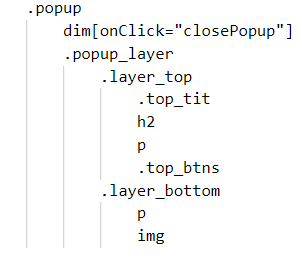 .popup
dim[onClick="closePopup"]
.popup_layer
.layer_top
.top_tit
h2
p
.top_btns
.layer_bottom
p
img